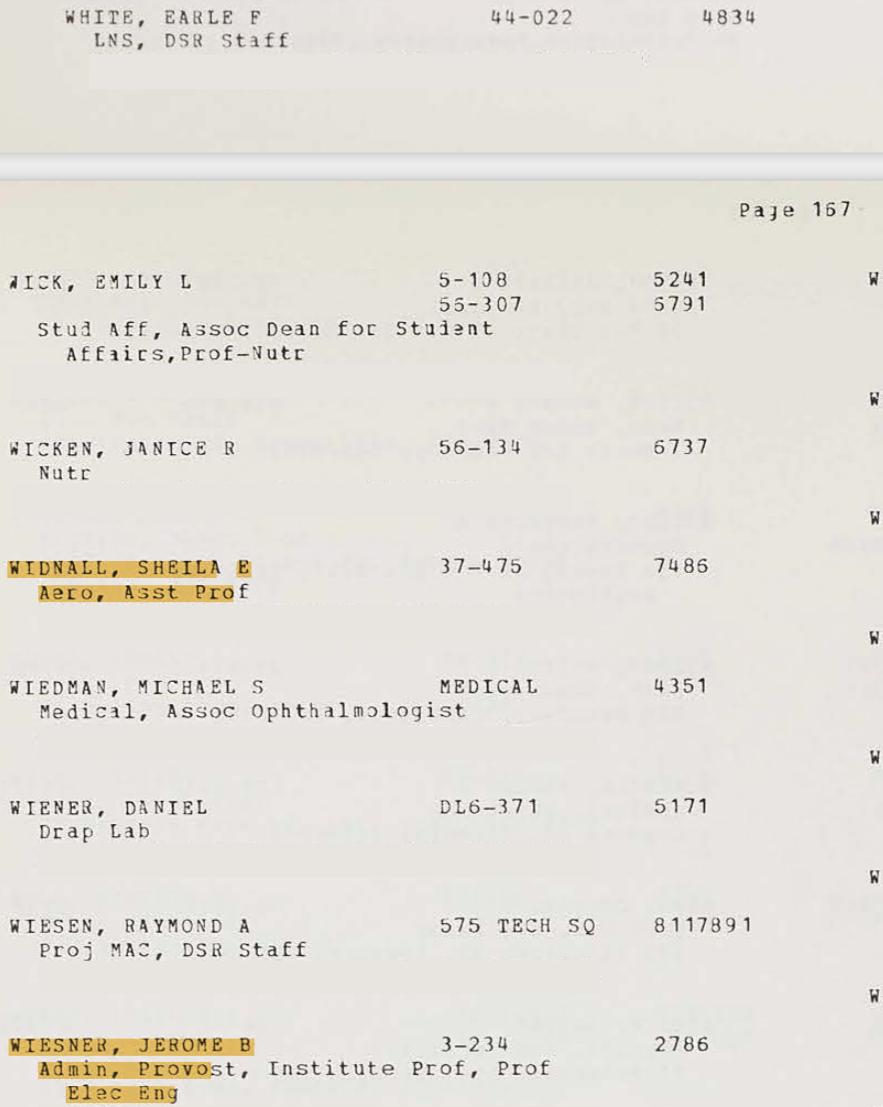 WHITE, EARLE F 44-022 4834
LNS, DSR Staff
Page 167
WICK, EMILY L 5-108 5241 W
56-307 6791
Stud Aff, Assoc Dean for Student
Affairs,Prof-Nutr
W
WICKEN, JANICE R 56-134 6737
Nutr
W
WIDNALL, SHEILA E 37-475 7486
Aero, Asst Prof
W
WIEDMAN, MICHAEL S MEDICAL 4351
Medical, Assoc Ophthalmologist
W
WIENER, DANIEL DL6-371 5171
Drap Lab
W
WIESEN, RAYMOND A 575 TECH SQ 8117891
Proj MAC, DSR Staff
W
WIESNER, JEROME B 3-234 2786
Admin, Provost, Institute Prof, Prof
Elec Eng